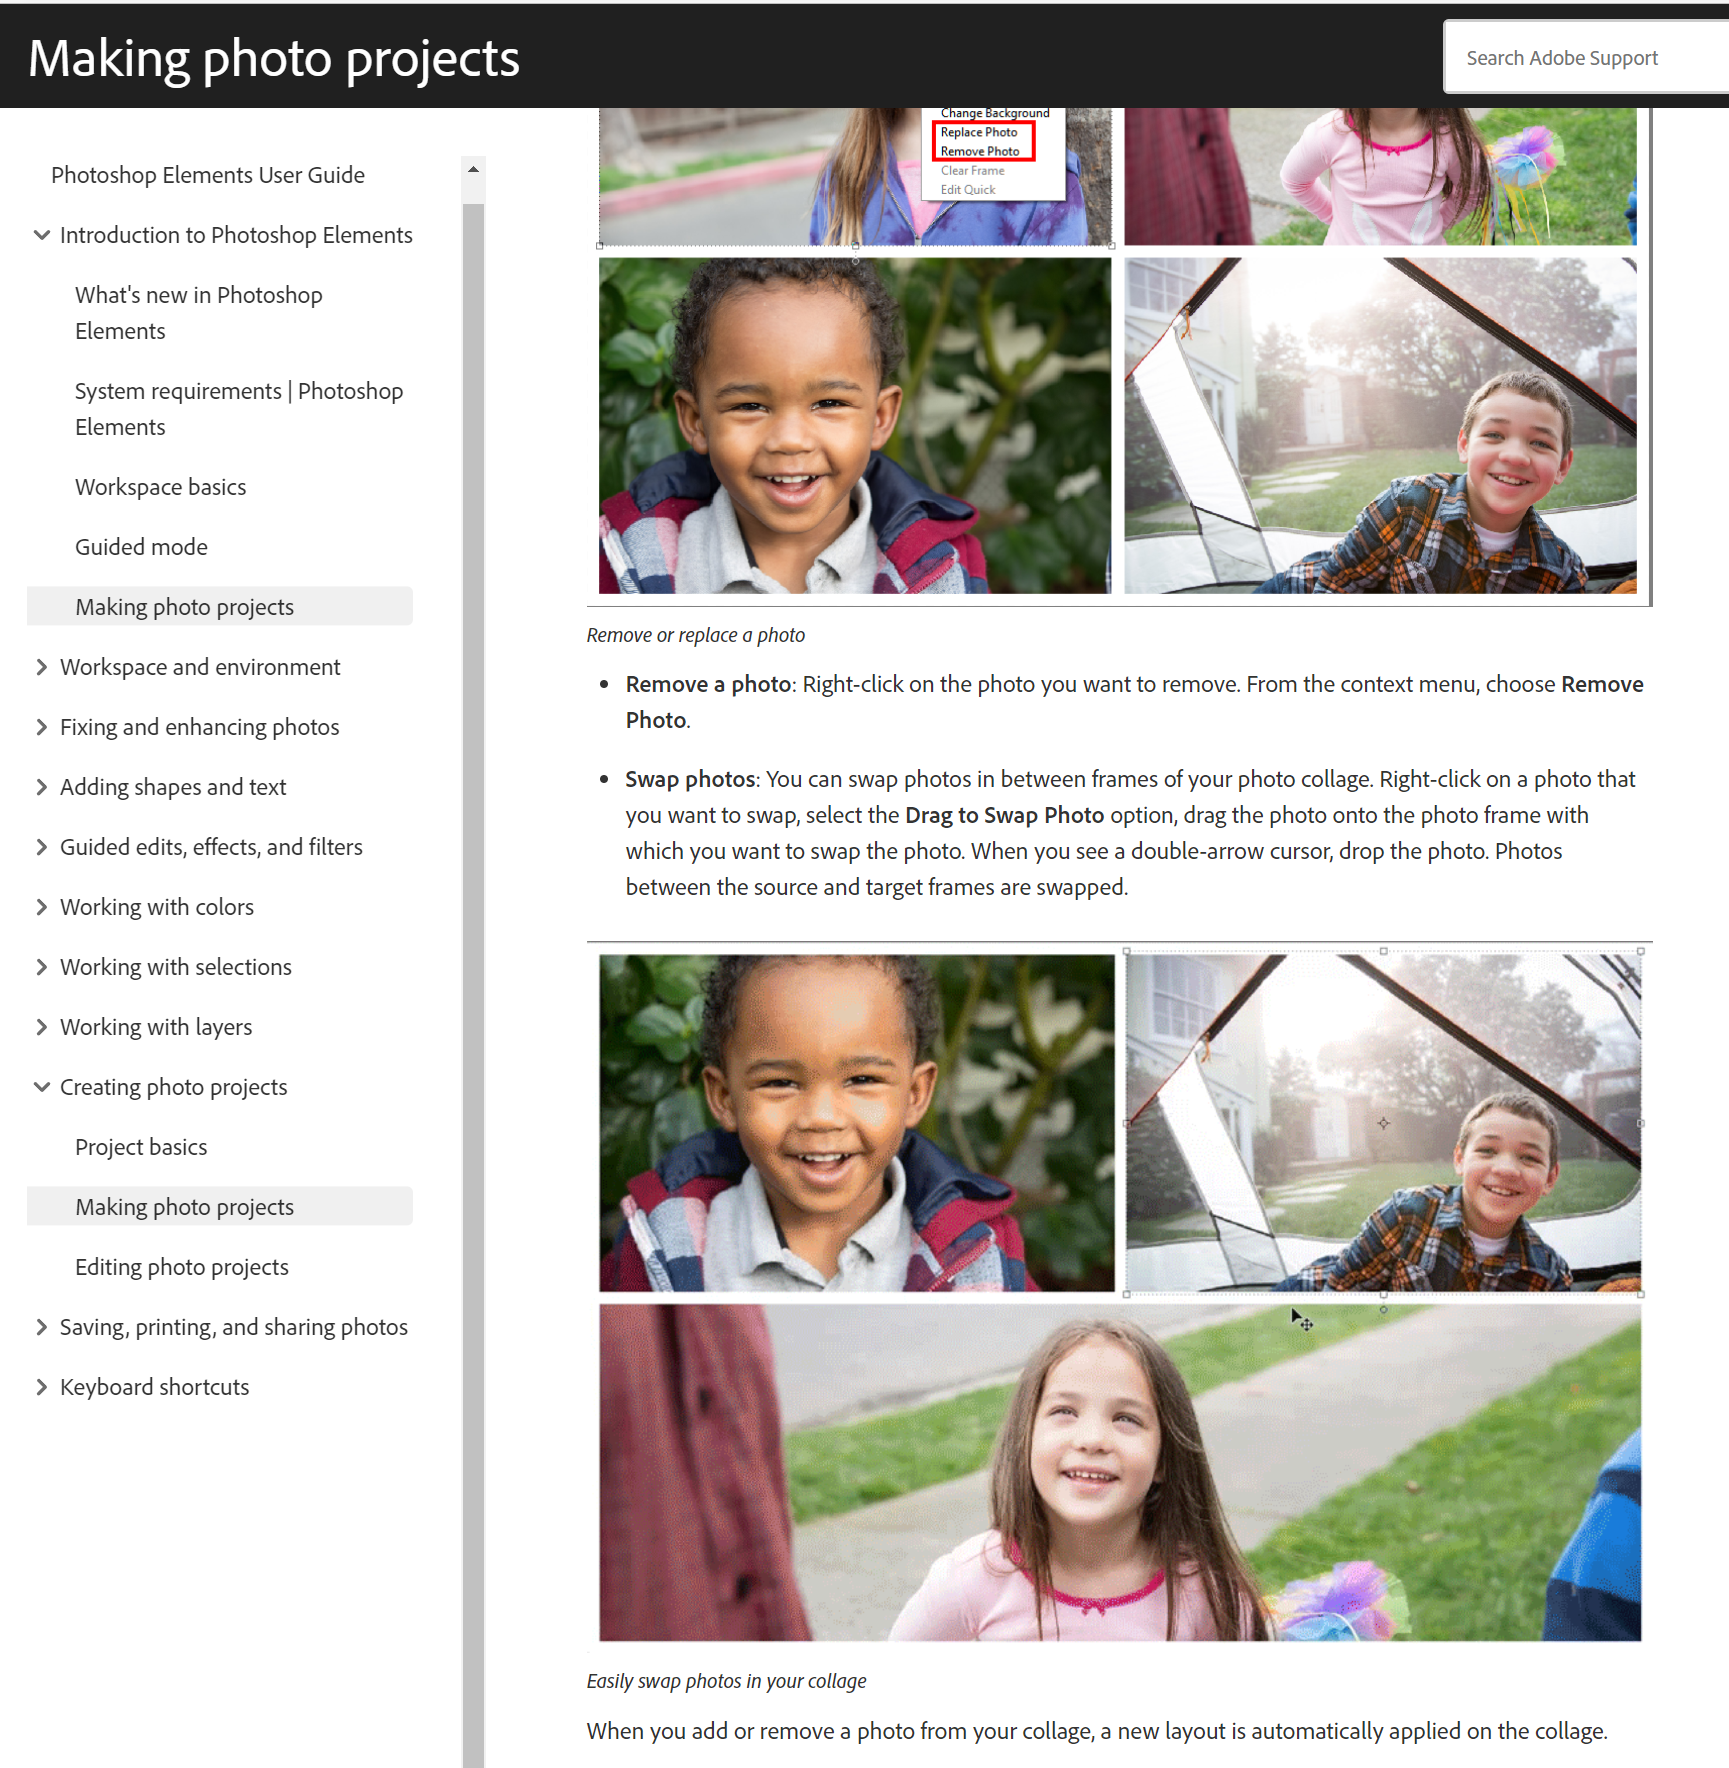 Making photo projects
Search Adobe Support
Photoshop Elements User Guide
Introduction to Photoshop Elements
What's new in Photoshop
Elements
System requirements | Photoshop
Elements
Workspace basics
Guided mode
Making photo projects
Workspace and environment
Fixing and enhancing photos
Adding shapes and text
Guided edits, effects, and filters
Working with colors
Working with selections
Working with layers
Creating photo projects
Project basics
Making photo projects
Editing photo projects
Saving, printing, and sharing photos
Keyboard shortcuts
Change Background
Replace Photo
Remove Photo
Clear Frame
Edit Quick
Remove or replace a photo
Remove a photo: Right-click on the photo you want to remove. From the context menu, choose Remove
Photo.
Swap photos: You can swap photos in between frames of your photo collage. Right-click on a photo that
you want to swap, select the Drag to Swap Photo option, drag the photo onto the photo frame with
which you want to swap the photo. When you see a double-arrow cursor, drop the photo. Photos
between the source and target frames are swapped.
Easily swap photos in your collage
When you add or remove a photo from your collage, a new layout is automatically applied on the collage.